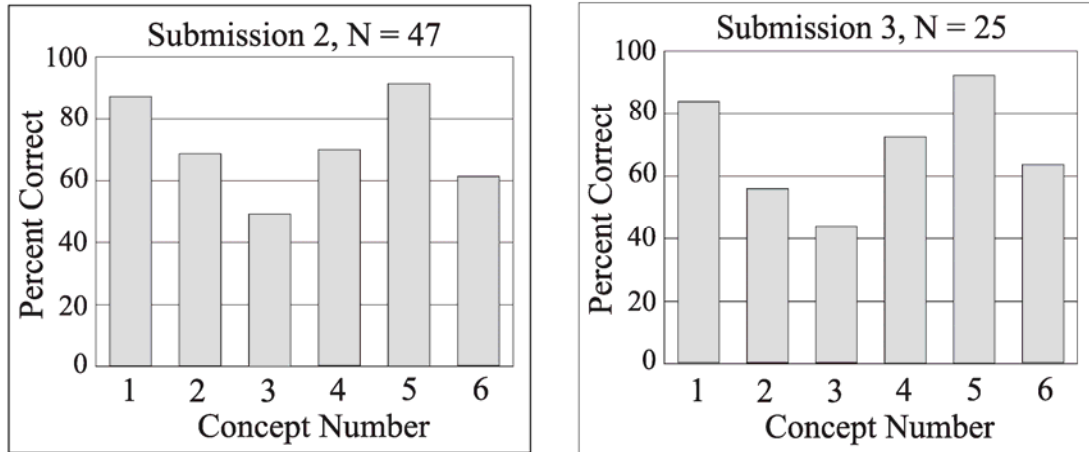 Submission 2, N = 47
Percent Correct
100
80
60
40
20
0
1 2 3 4 5 6
Concept Number
Submission 3, N = 25
Percent Correct
100
80
60
40
20
0
1 2 3 4 5 6
Concept Number